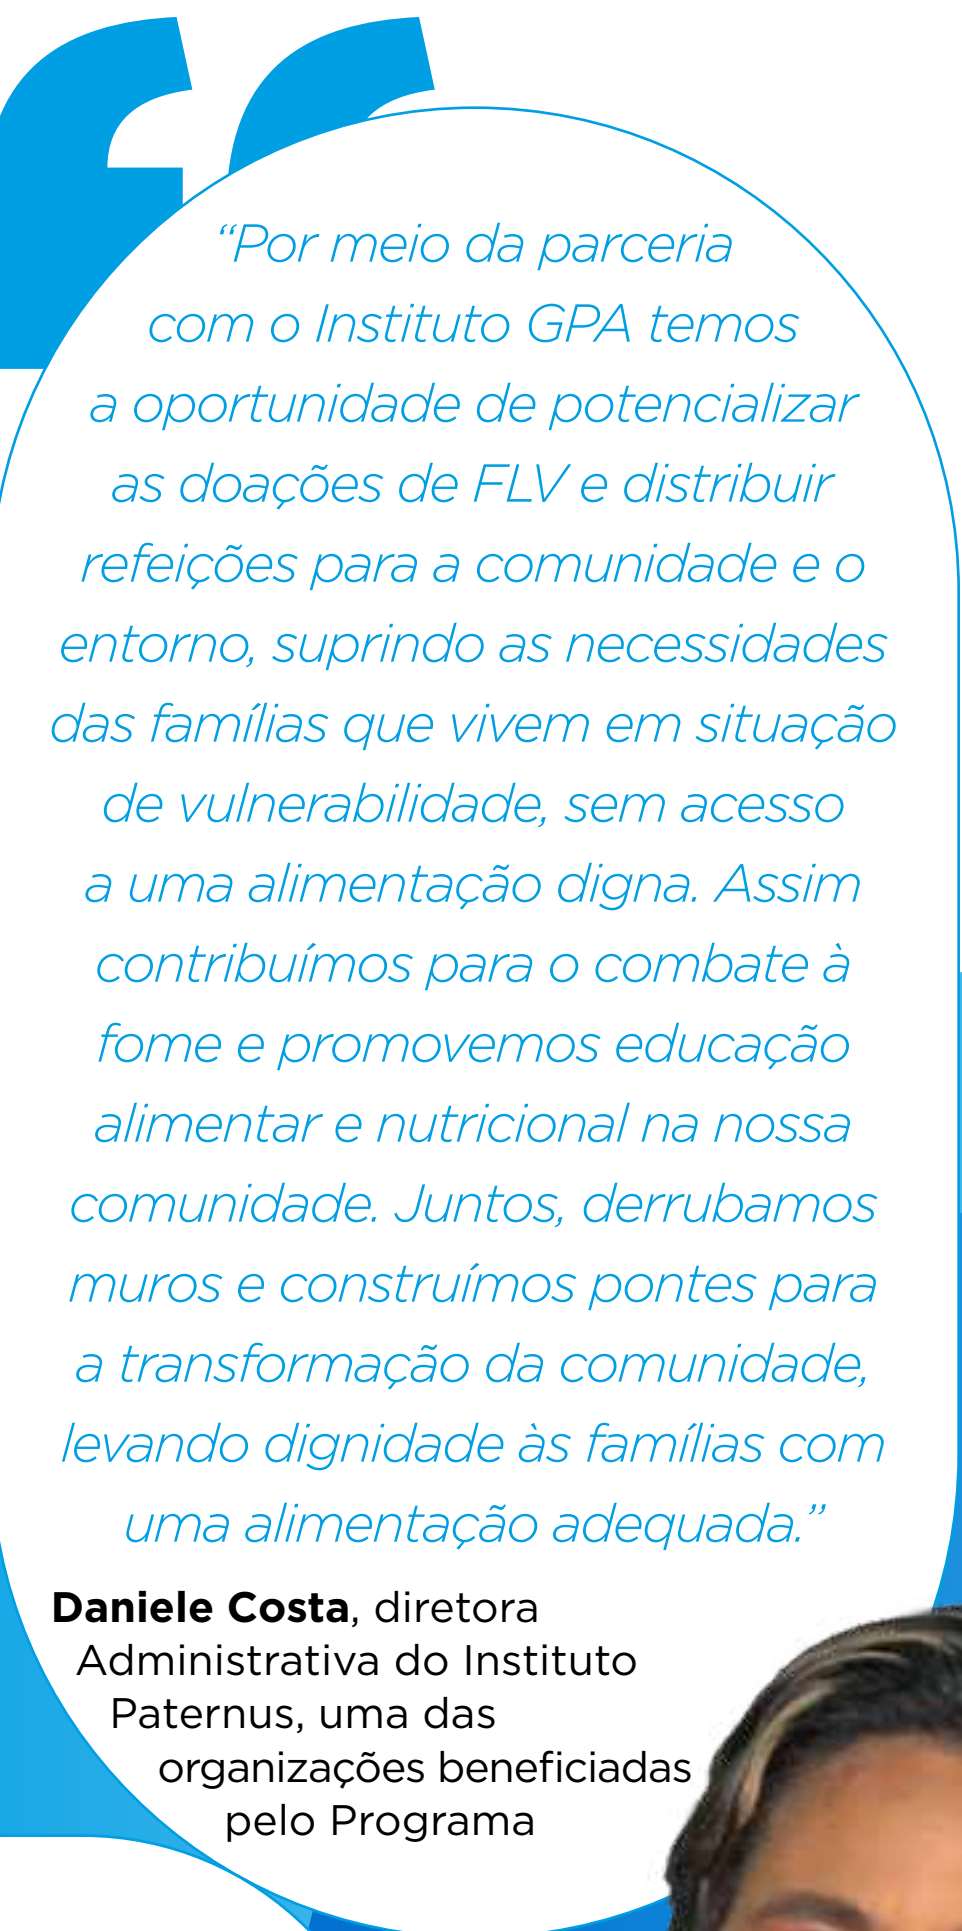 “Por meio da parceria
com o Instituto GPA temos
a oportunidade de potencializar
as doações de FLV e distribuir
refeições para a comunidade e o
entorno, suprindo as necessidades
das famílias que vivem em situação
de vulnerabilidade, sem acesso
a uma alimentação digna. Assim
contribuímos para o combate à
fome e promovemos educação
alimentar e nutricional na nossa
comunidade. Juntos, derrubamos
muros e construímos pontes para
a transformação da comunidade,
levando dignidade às famílias com
uma alimentação adequada.”
Daniele Costa, diretora
Administrativa do Instituto
Paternus, uma das
organizações beneficiadas
pelo Programa